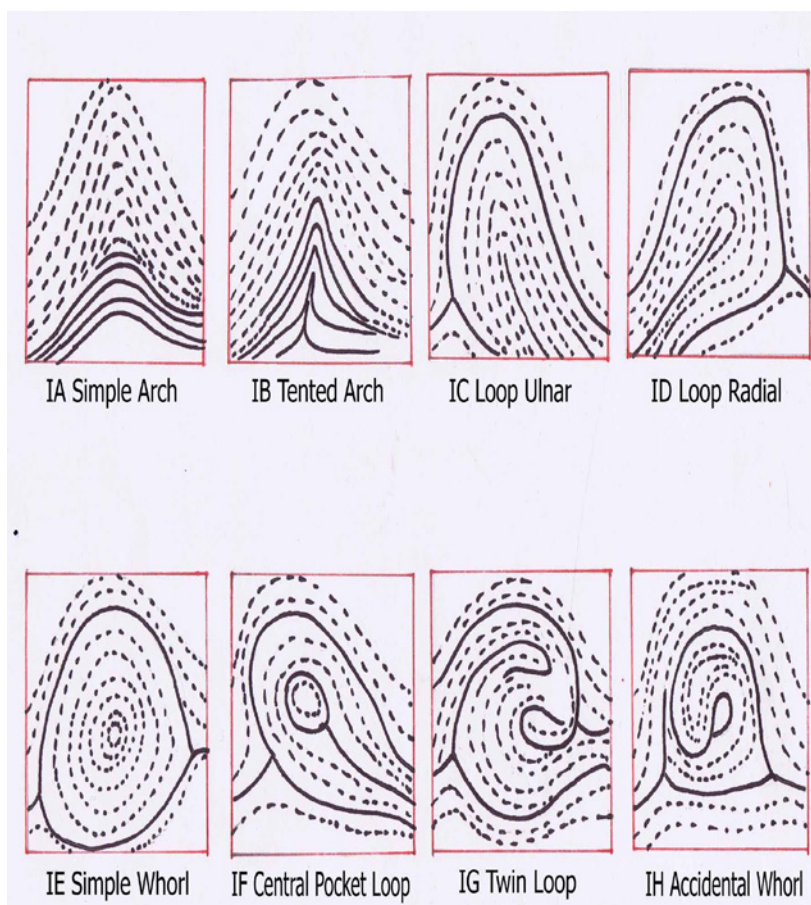 IA Simple Arch
IB Tented Arch
IC Loop Ulnar
ID Loop Radial
IE Simple Whorl
IF Central Pocket Loop
IG Twin Loop
IH Accidental Whorl